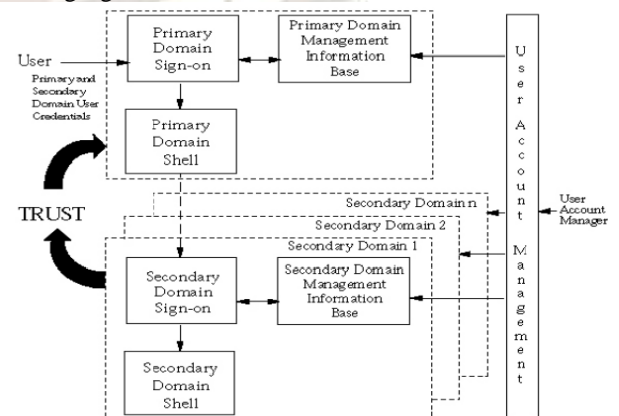 Primary
Domain
Sign-on
Primary Domain
Management
Information
Base
User
Primary and
Secondary
Domain User
Credentials
Primary
Domain
Shell
TRUST
Secondary Domain n
Secondary Domain 2
Secondary Domain 1
Secondary
Domain
Sign-on
Secondary Domain
Management
Information
Base
Secondary
Domain
Shell
User Account Management
User
Account
Manager